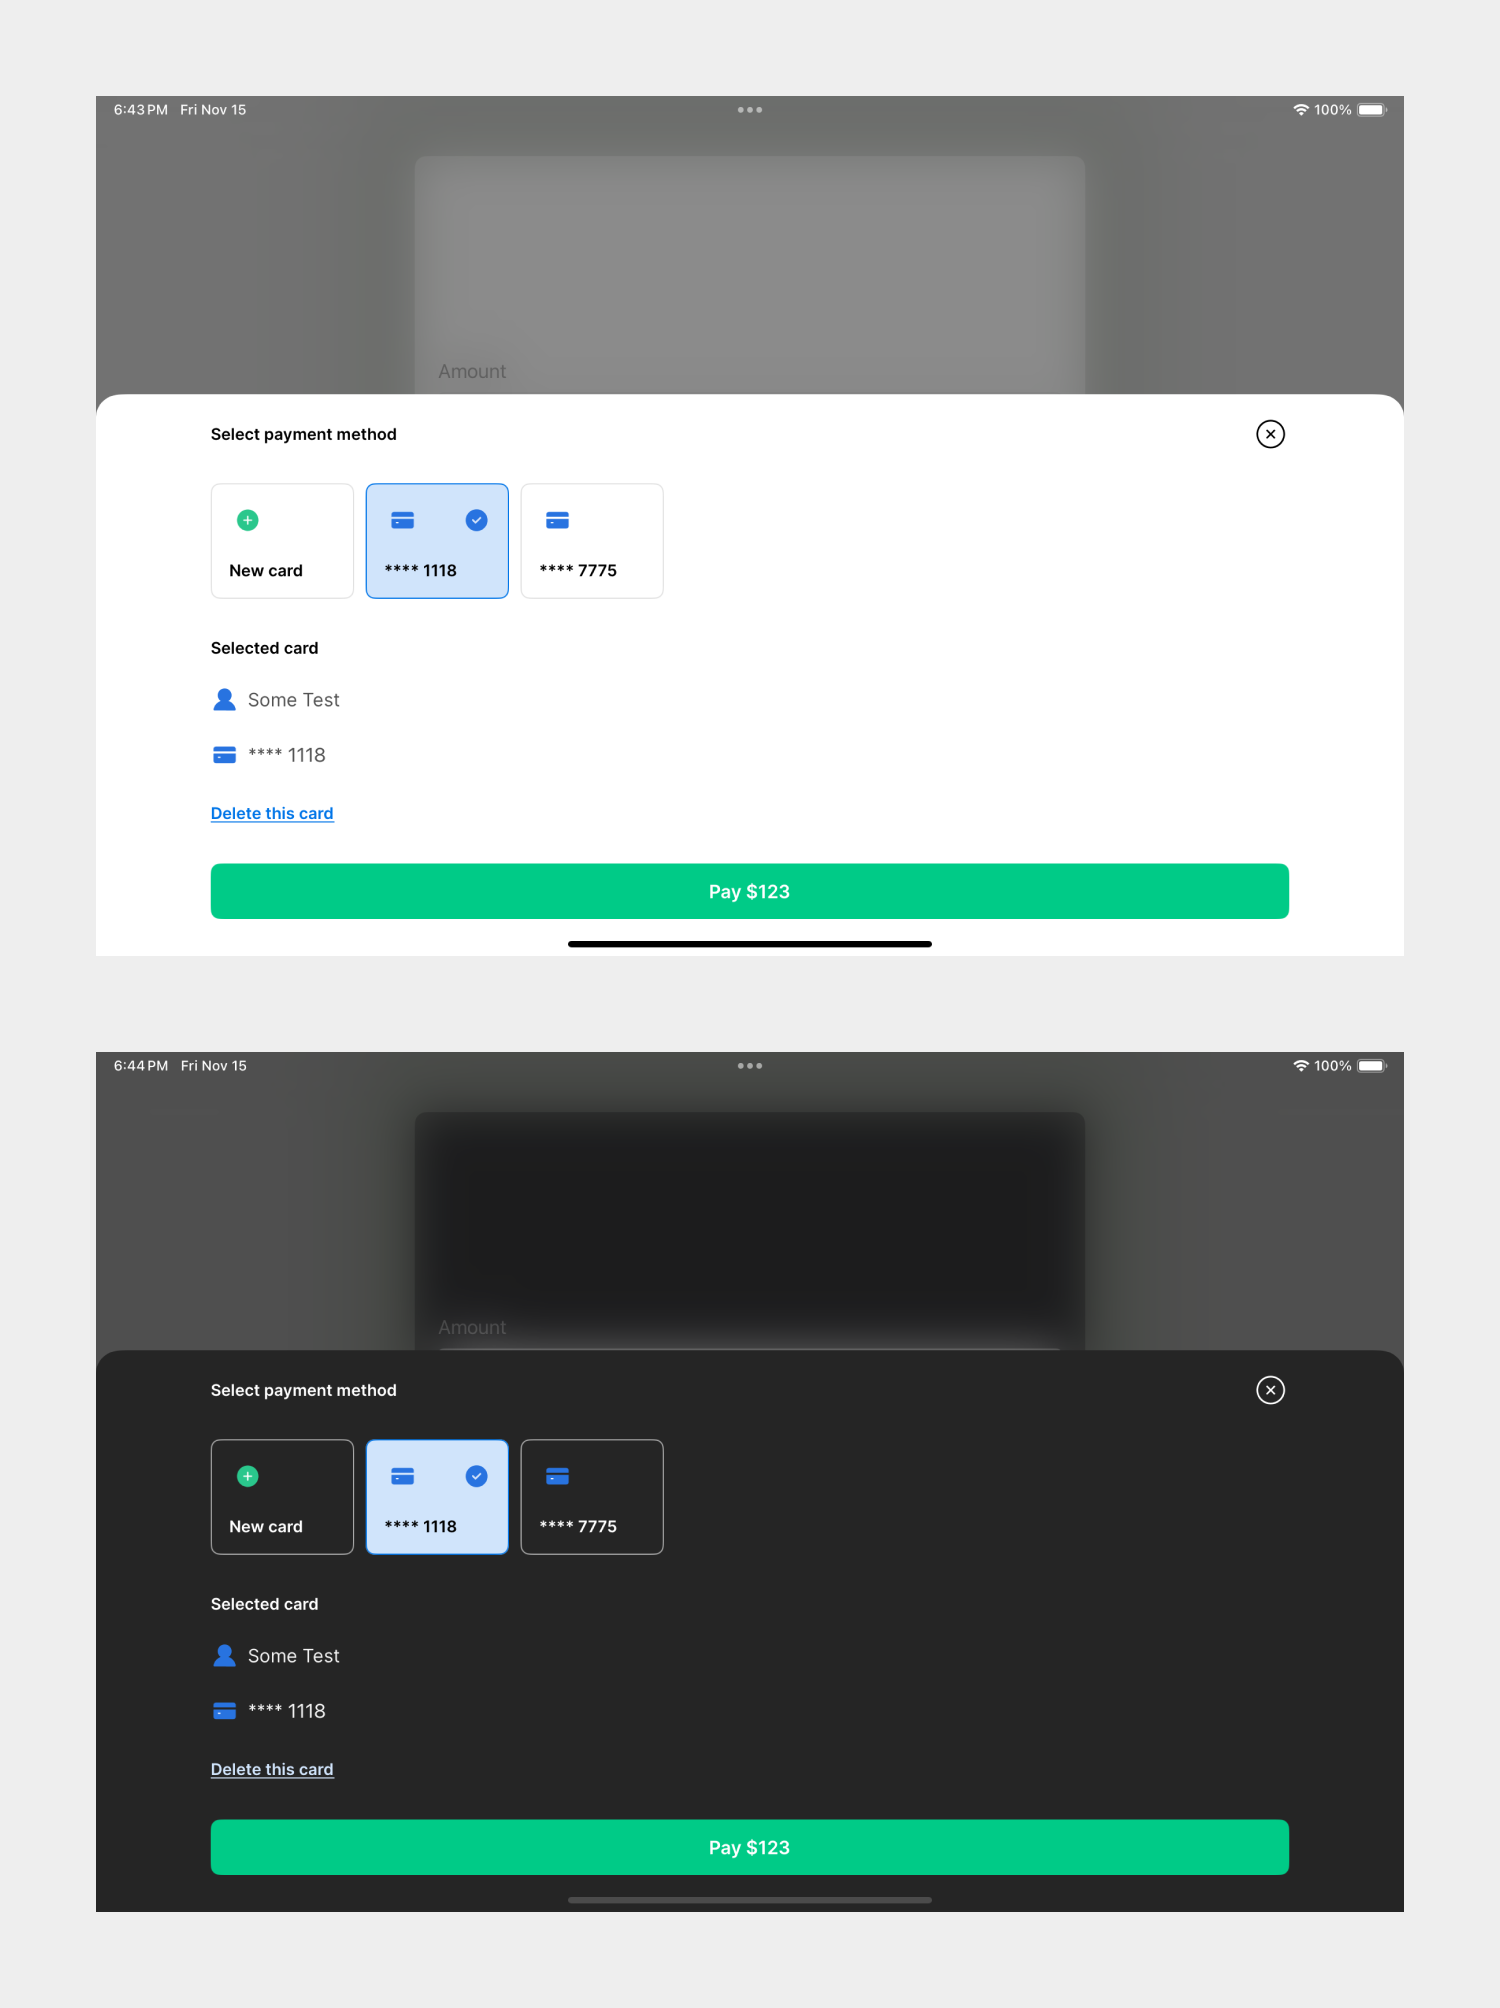 6:43 PM Fri Nov 15 100%
Amount
Select payment method
New card **** 1118 **** 7775
Selected card
Some Test
**** 1118
Delete this card
Pay $123
6:44 PM Fri Nov 15 100%
Amount
Select payment method
New card **** 1118 **** 7775
Selected card
Some Test
**** 1118
Delete this card
Pay $123